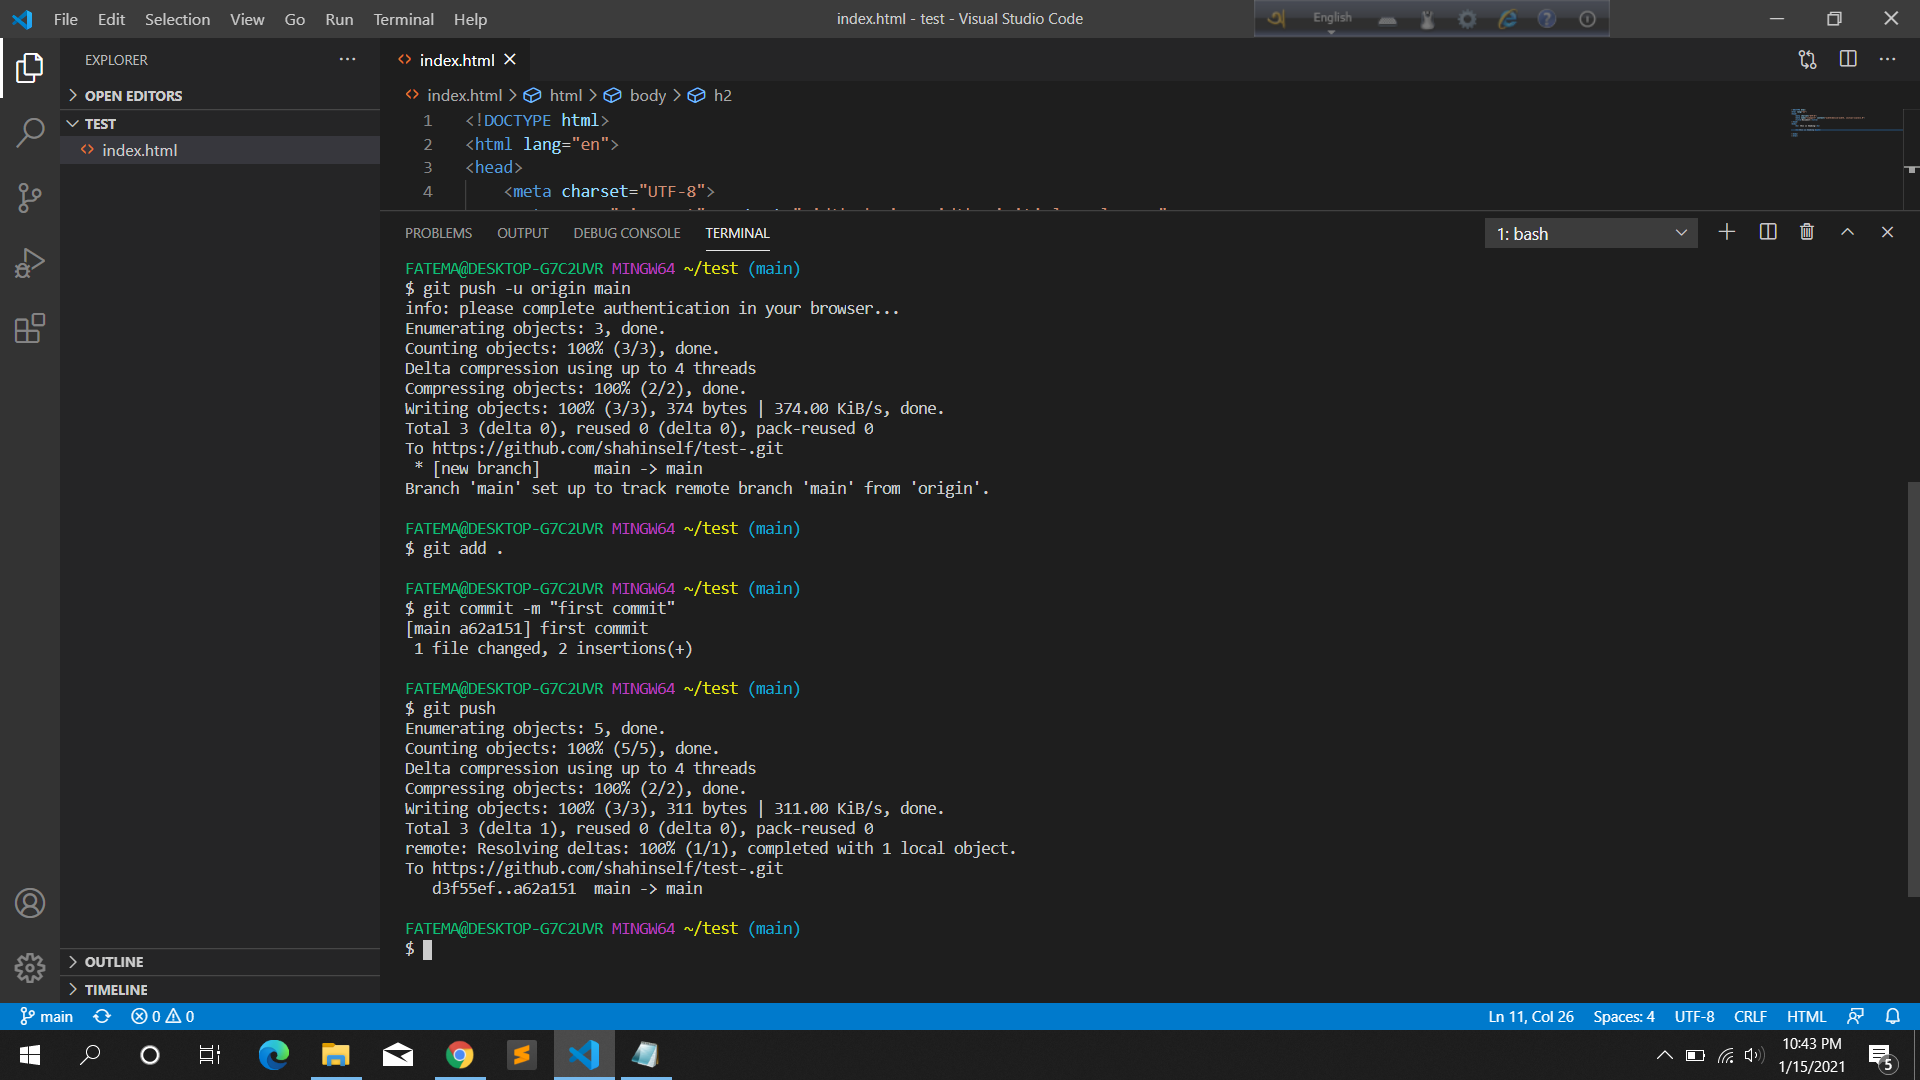 File Edit Selection View Go Run Terminal Help
index.html - test - Visual Studio Code
English
EXPLORER
OPEN EDITORS
TEST
index.html
OUTLINE
TIMELINE
index.html
index.html > html > body > h2
1 <!DOCTYPE html>
2 <html lang="en">
3 <head>
4 <meta charset="UTF-8">
PROBLEMS OUTPUT DEBUG CONSOLE TERMINAL
1: bash
FATEMA@DESKTOP-G7C2UVR MINGW64 ~/test (main)
$ git push -u origin main
info: please complete authentication in your browser...
Enumerating objects: 3, done.
Counting objects: 100% (3/3), done.
Delta compression using up to 4 threads
Compressing objects: 100% (2/2), done.
Writing objects: 100% (3/3), 374 bytes | 374.00 KiB/s, done.
Total 3 (delta 0), reused 0 (delta 0), pack-reused 0
To https://github.com/shahinself/test-.git
* [new branch] main -> main
Branch 'main' set up to track remote branch 'main' from 'origin'.
FATEMA@DESKTOP-G7C2UVR MINGW64 ~/test (main)
$ git add .
FATEMA@DESKTOP-G7C2UVR MINGW64 ~/test (main)
$ git commit -m "first commit"
[main a62a151] first commit
1 file changed, 2 insertions(+)
FATEMA@DESKTOP-G7C2UVR MINGW64 ~/test (main)
$ git push
Enumerating objects: 5, done.
Counting objects: 100% (5/5), done.
Delta compression using up to 4 threads
Compressing objects: 100% (2/2), done.
Writing objects: 100% (3/3), 311 bytes | 311.00 KiB/s, done.
Total 3 (delta 1), reused 0 (delta 0), pack-reused 0
remote: Resolving deltas: 100% (1/1), completed with 1 local object.
To https://github.com/shahinself/test-.git
d3f55ef..a62a151 main -> main
FATEMA@DESKTOP-G7C2UVR MINGW64 ~/test (main)
$
main 0 0
Ln 11, Col 26 Spaces: 4 UTF-8 CRLF HTML
10:43 PM
1/15/2021
5